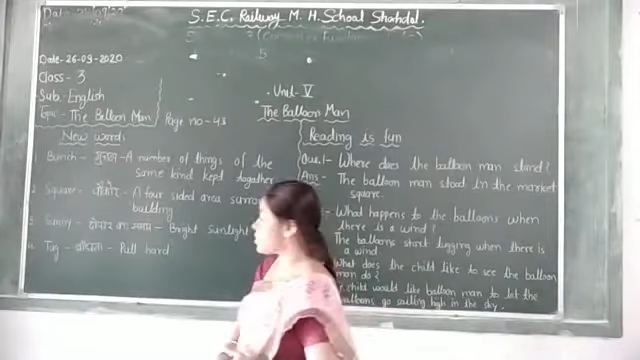 S.E.C. Railway M. H. School Shahdol.
Date- 26-09-2020
Class - 3
Sub- English
Topic- The Balloon Man
Page no - 43
Unit - V
The Balloon Man
New words
1 Bunch - गुच्छा - A number of things of the
same kind kept together
2 Square - चौकोर - A four sided area
building
3 Sunny - दोपहर का समय - Bright sunlight
4 Tug - Pull hard
Reading is fun
Que.1- Where does the balloon man stand?
Ans- The balloon man stood in the market
square.
What happens to the balloons when
there is a wind?
The balloons start tugging when there is
a wind
What does the child like to see the balloon
man do?
child would like balloon man to let the
balloons go sailing high in the sky.